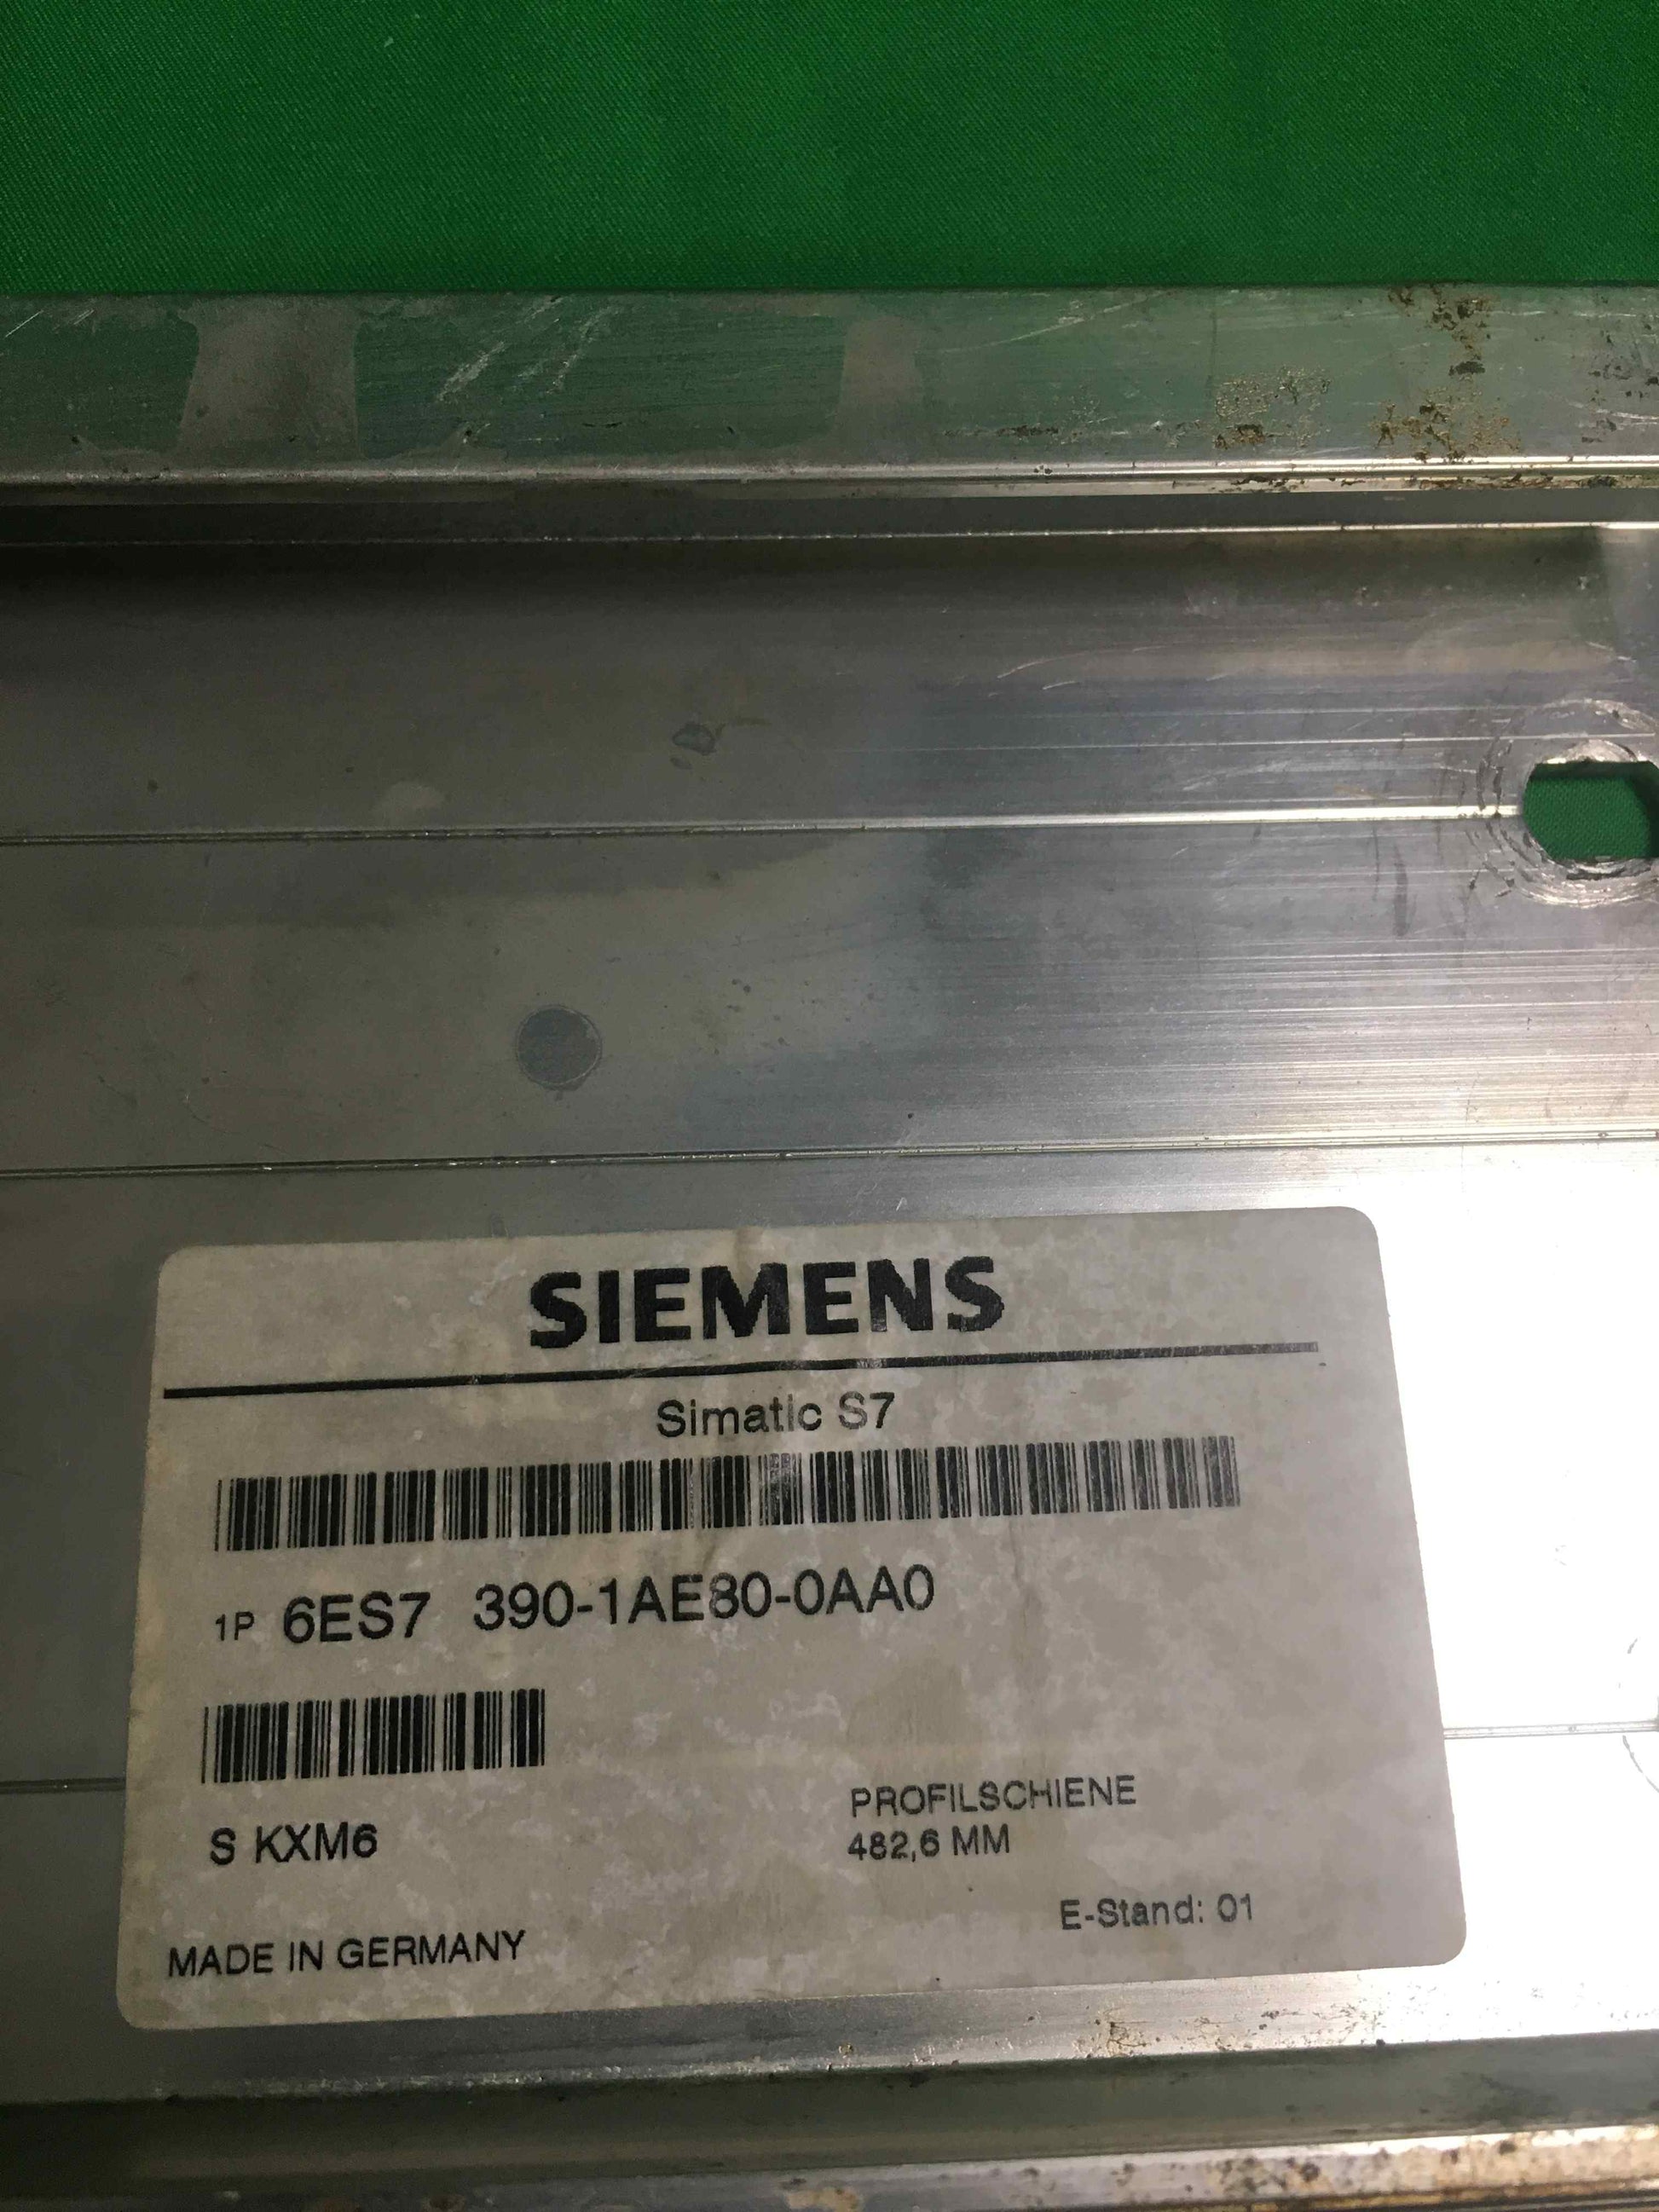 SIEMENS
Simatic S7
1P 6ES7 390-1AE80-0AA0
S KXM6
PROFILSCHIENE
482,6 MM
E-Stand: 01
MADE IN GERMANY